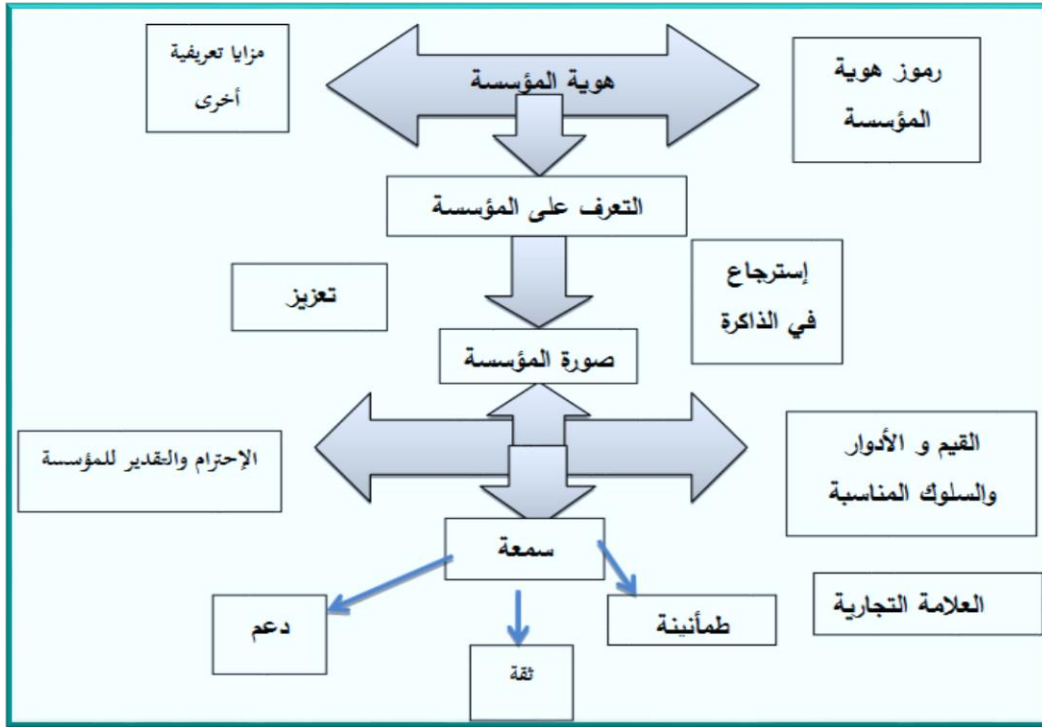 مزايا تعريفية
أخرى
هوية المؤسسة
رموز هوية
المؤسسة
التعرف على المؤسسة
إسترجاع
في الذاكرة
تعزيز
صورة المؤسسة
القيم و الأدوار
والسلوك المناسبة
الإحترام والتقدير للمؤسسة
سمعة
العلامة التجارية
طمأنينة
دعم
ثقة